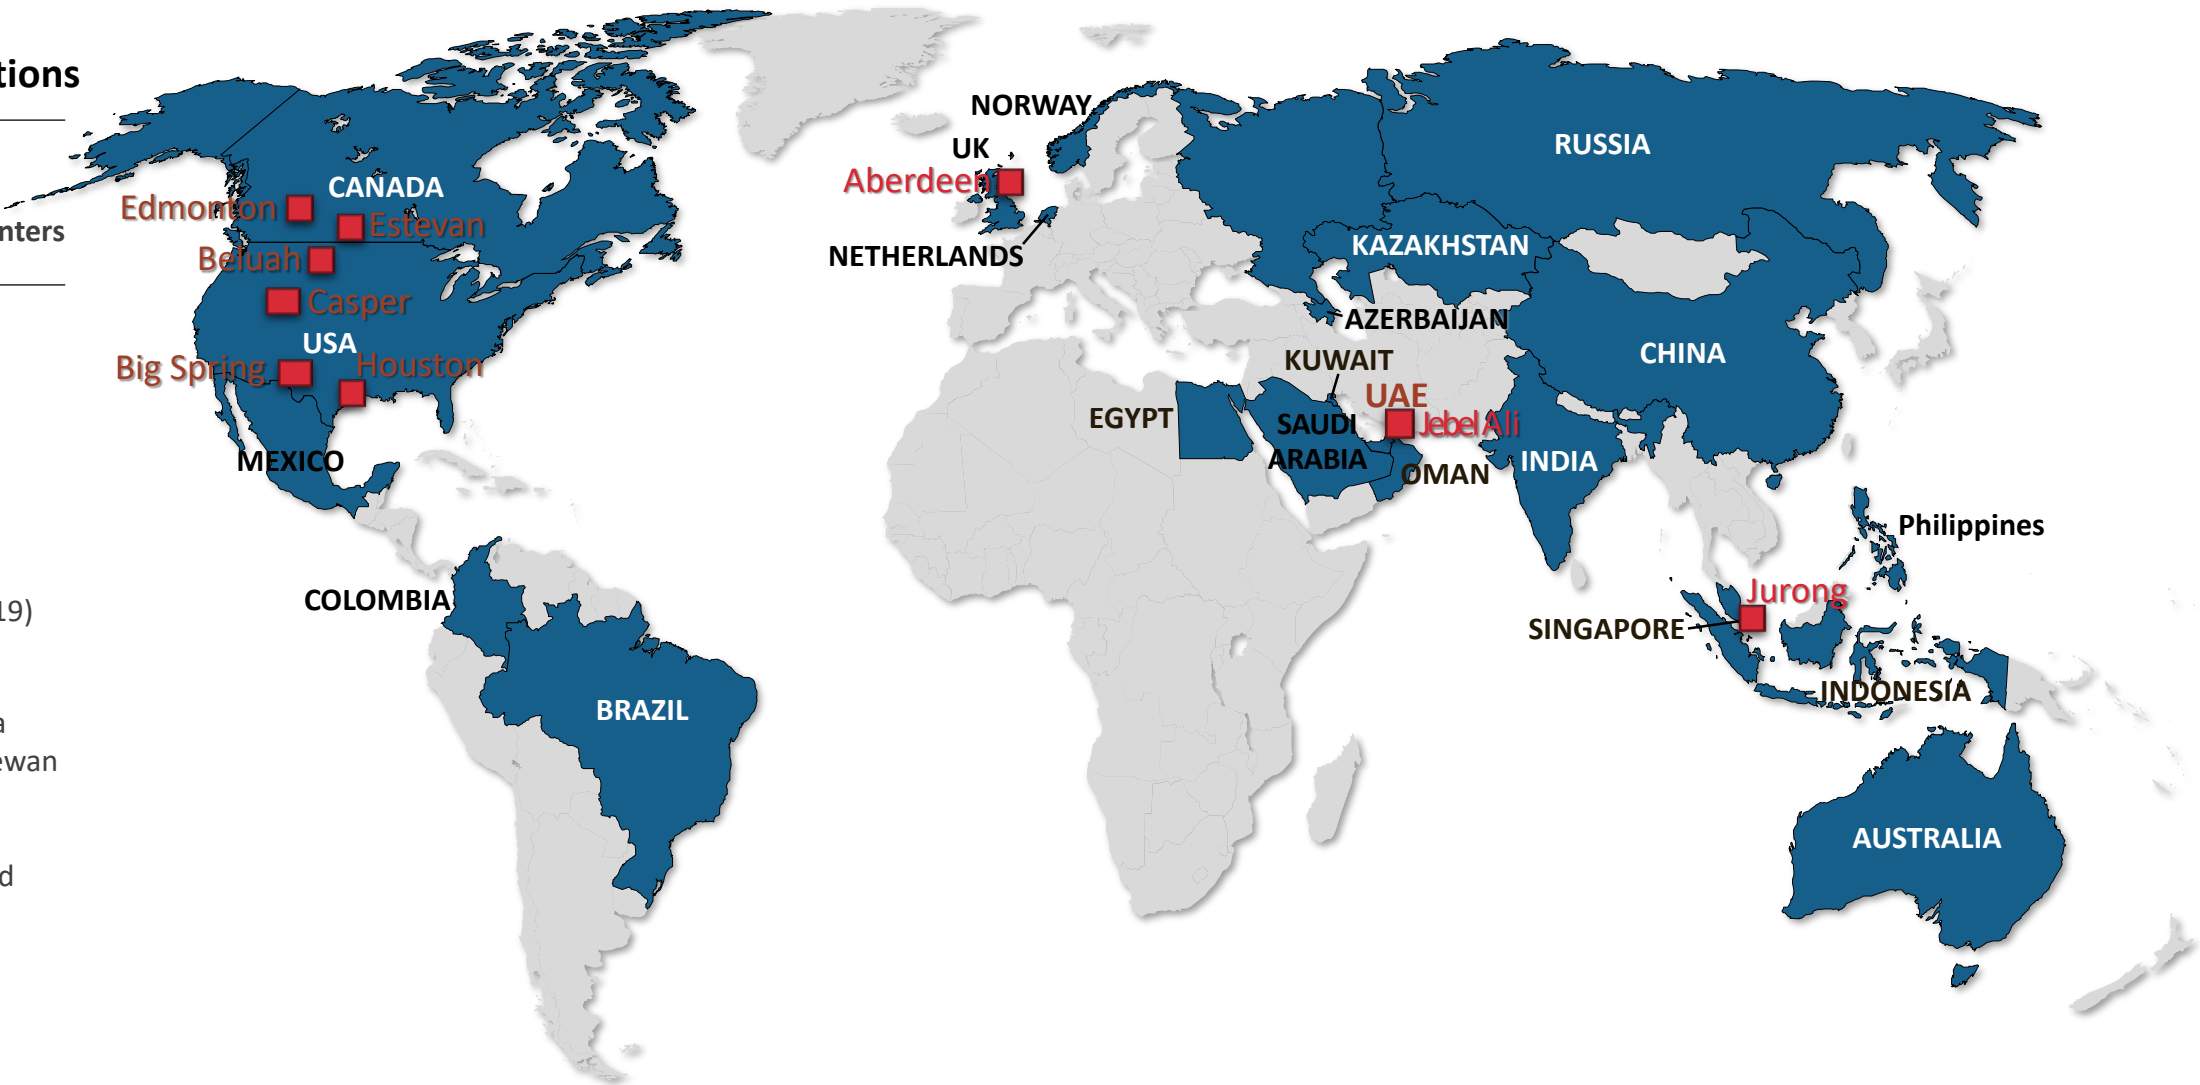 tions
nters
19)
a
ewan
d
NORWAY
UK
Aberdeen
RUSSIA
CANADA
Edmonton
Estevan
Beluah
NETHERLANDS
KAZAKHSTAN
Casper
AZERBAIJAN
USA
Big Spring
Houston
KUWAIT
CHINA
UAE
EGYPT
SAUDI
ARABIA
Jebel Ali
MEXICO
OMAN
INDIA
Philippines
COLOMBIA
Jurong
SINGAPORE
INDONESIA
BRAZIL
AUSTRALIA